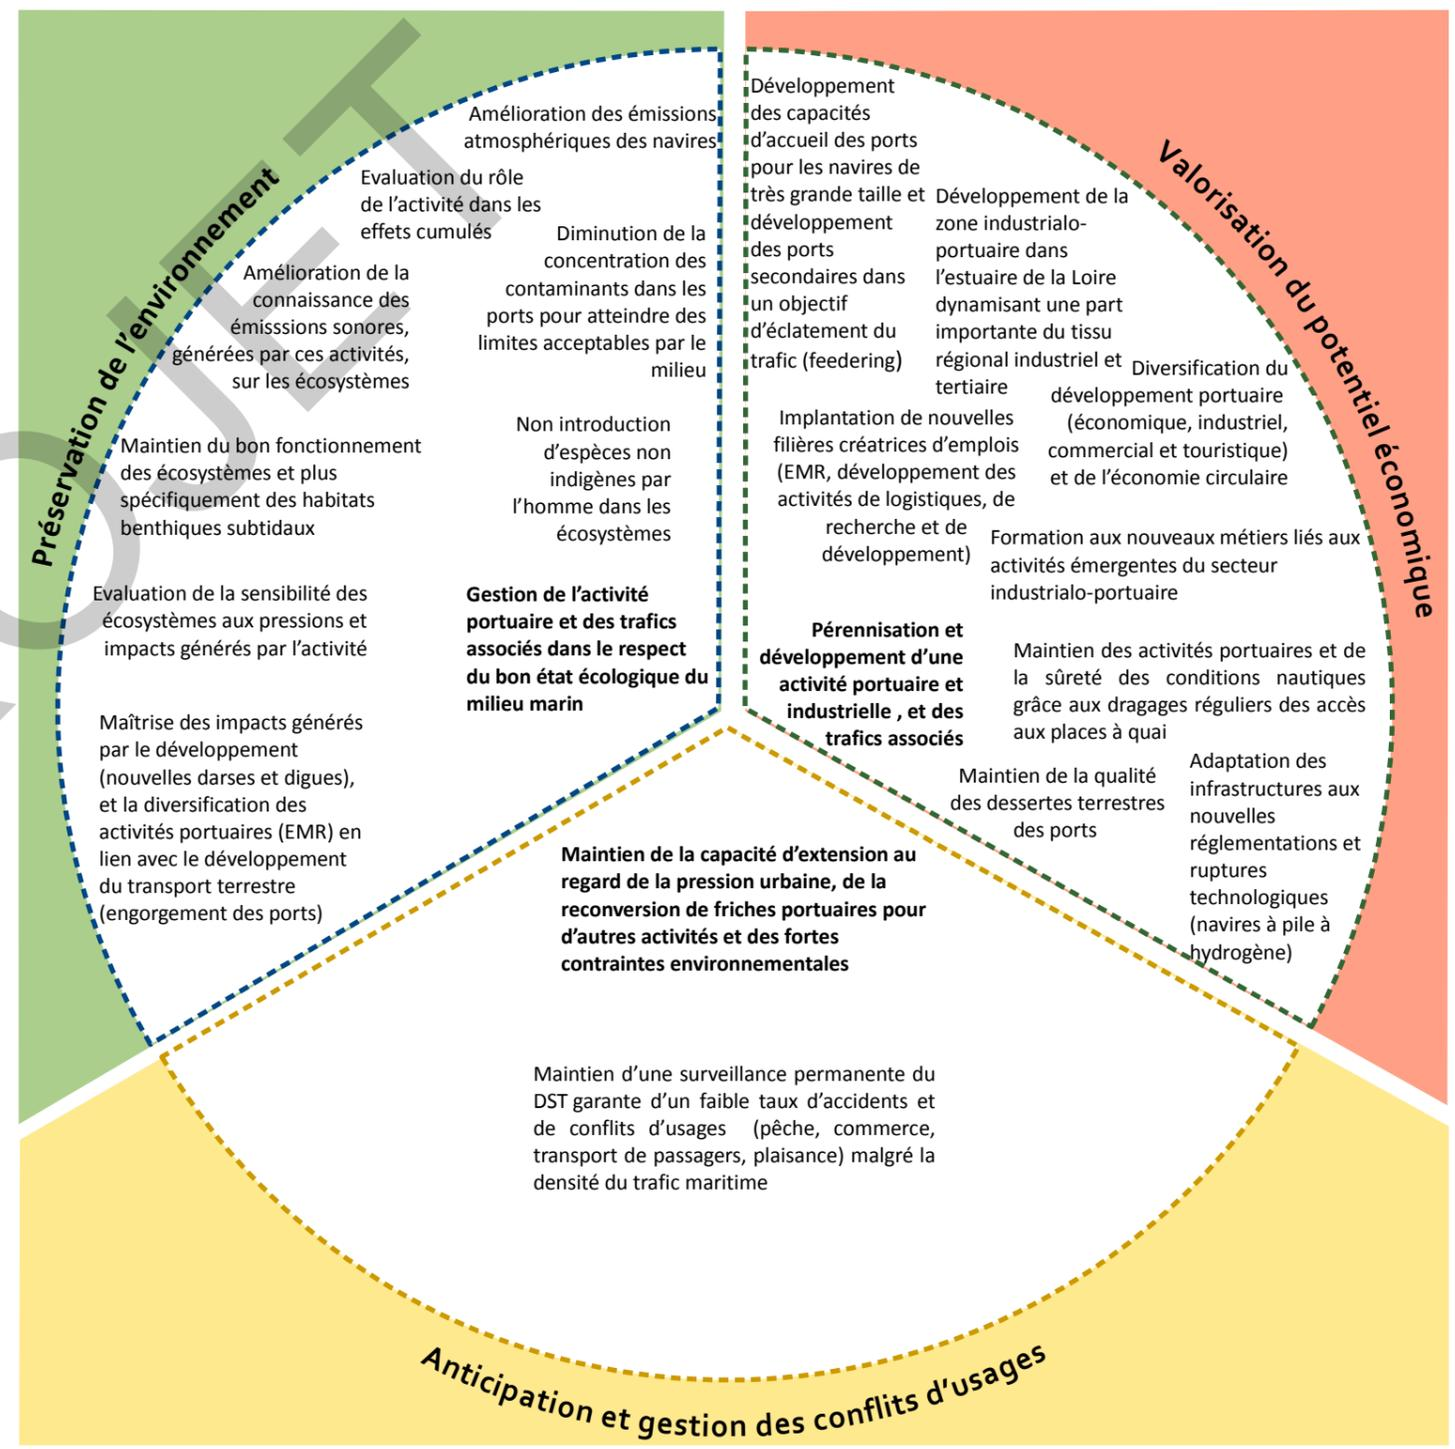 PROJET
Préservation de l'environnement
Amélioration des émissions
atmosphériques des navires
Evaluation du rôle
de l'activité dans les
effets cumulés
Diminution de la
concentration des
contaminants dans les
ports pour atteindre des
limites acceptables par le
milieu
Amélioration de la
connaissance des
émisssions sonores,
générées par ces activités,
sur les écosystèmes
Non introduction
d'espèces non
indigènes par
l'homme dans les
écosystèmes
Maintien du bon fonctionnement
des écosystèmes et plus
spécifiquement des habitats
benthiques subtidaux
Evaluation de la sensibilité des
écosystèmes aux pressions et
impacts générés par l'activité
Gestion de l'activité
portuaire et des trafics
associés dans le respect
du bon état écologique du
milieu marin
Maîtrise des impacts générés
par le développement
(nouvelles darses et digues),
et la diversification des
activités portuaires (EMR) en
lien avec le développement
du transport terrestre
(engorgement des ports)
Valorisation du potentiel économique
Développement
des capacités
d'accueil des ports
pour les navires de
très grande taille et
développement
des ports
secondaires dans
un objectif
d'éclatement du
trafic (feedering)
Développement de la
zone industrialo-
portuaire dans
l'estuaire de la Loire
dynamisant une part
importante du tissu
régional industriel et
tertiaire
Diversification du
développement portuaire
(économique, industriel,
commercial et touristique)
et de l'économie circulaire
Implantation de nouvelles
filières créatrices d'emplois
(EMR, développement des
activités de logistiques, de
recherche et de
développement)
Formation aux nouveaux métiers liés aux
activités émergentes du secteur
industrialo-portuaire
Pérennisation et
développement d'une
activité portuaire et
industrielle , et des
trafics associés
Maintien des activités portuaires et de
la sûreté des conditions nautiques
grâce aux dragages réguliers des accès
aux places à quai
Maintien de la qualité
des dessertes terrestres
des ports
Adaptation des
infrastructures aux
nouvelles
réglementations et
ruptures
technologiques
(navires à pile à
hydrogène)
Maintien de la capacité d'extension au
regard de la pression urbaine, de la
reconversion de friches portuaires pour
d'autres activités et des fortes
contraintes environnementales
Maintien d'une surveillance permanente du
DST garante d'un faible taux d'accidents et
de conflits d'usages (pêche, commerce,
transport de passagers, plaisance) malgré la
densité du trafic maritime
Anticipation et gestion des conflits d'usages